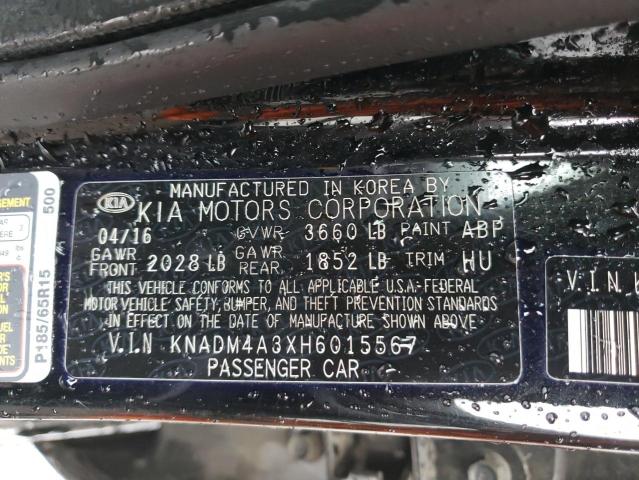 MANUFACTURED IN KOREA BY
KIA KIA MOTORS CORPORATION
04/16 GVWR 3660 LB PAINT ABP
GAWR FRONT 2028 LB GAWR REAR 1852 LB TRIM HU
THIS VEHICLE CONFORMS TO ALL APPLICABLE U.S.A.-FEDERAL
MOTOR VEHICLE SAFETY, BUMPER, AND THEFT PREVENTION STANDARDS
IN EFFECT ON THE DATE OF MANUFACTURE SHOWN ABOVE.
V.I.N KNADM4A3XH6015567
PASSENGER CAR
P185/65R15
500
V.I.N.